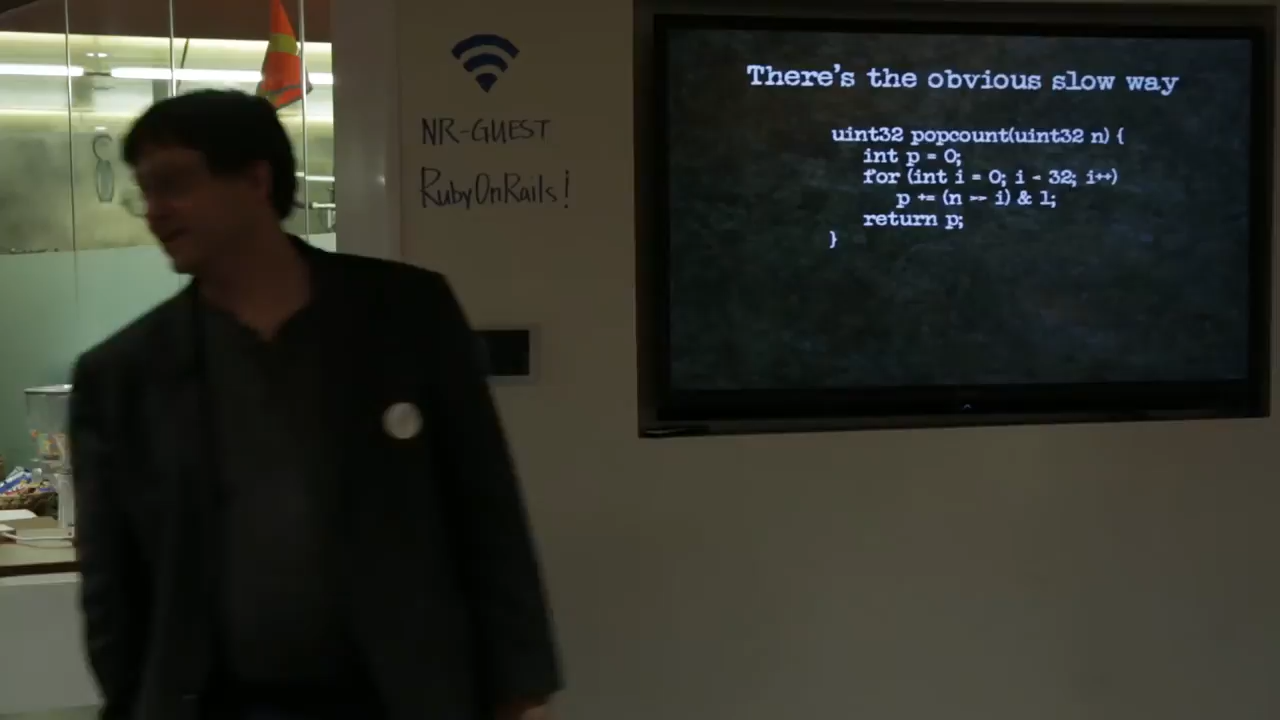 NR-GUEST
RubyOnRails!
There's the obvious slow way
uint32 popcount(uint32 n) {
int p = 0;
for (int i = 0; i - 32; i++)
p += (n -- i) & 1;
return p;
}